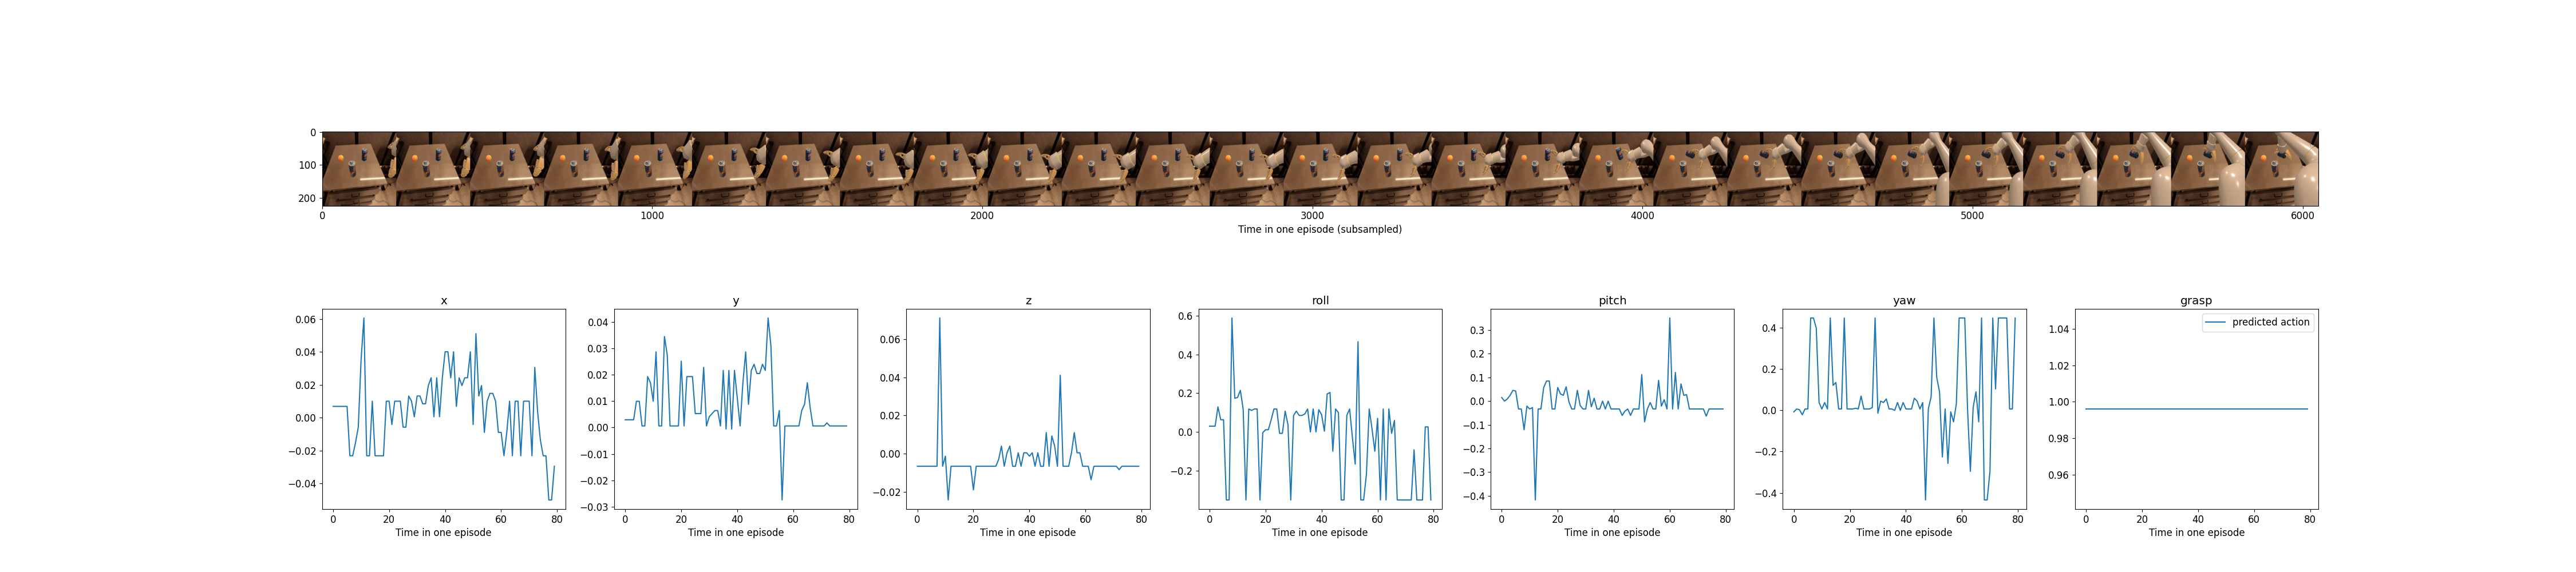 0
100
200
0 1000 2000 3000 4000 5000 6000
Time in one episode (subsampled)
x
0.06
0.04
0.02
0.00
−0.02
−0.04
0 20 40 60 80
Time in one episode
y
0.04
0.03
0.02
0.01
0.00
−0.01
−0.02
−0.03
0 20 40 60 80
Time in one episode
z
0.06
0.04
0.02
0.00
−0.02
0 20 40 60 80
Time in one episode
roll
0.6
0.4
0.2
0.0
−0.2
0 20 40 60 80
Time in one episode
pitch
0.3
0.2
0.1
0.0
−0.1
−0.2
−0.3
−0.4
0 20 40 60 80
Time in one episode
yaw
0.4
0.2
0.0
−0.2
−0.4
0 20 40 60 80
Time in one episode
grasp
predicted action
1.04
1.02
1.00
0.98
0.96
0 20 40 60 80
Time in one episode